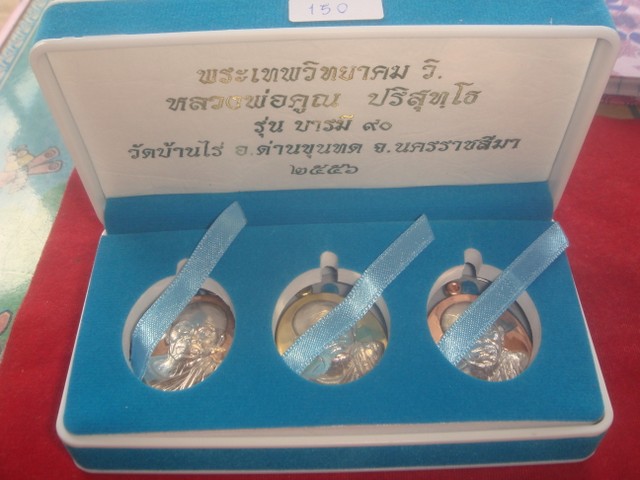 150
พระเทพวิทยาคม วิ.
หลวงพ่อคูณ ปริสุทฺโธ
รุ่น บารมี ๙๐
วัดบ้านไร่ อ.ด่านขุนทด จ.นครราชสีมา
๒๕๕๖